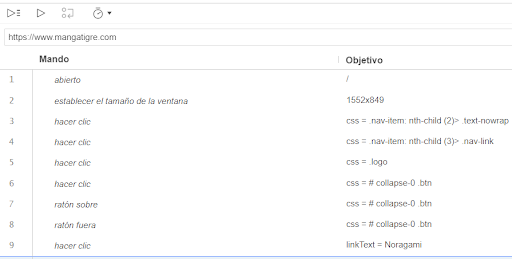 https://www.mangatigre.com
Mando Objetivo
1 abierto /
2 establecer el tamaño de la ventana 1552x849
3 hacer clic css = .nav-item: nth-child (2)> .text-nowrap
4 hacer clic css = .nav-item: nth-child (3)> .nav-link
5 hacer clic css = .logo
6 hacer clic css = # collapse-0 .btn
7 ratón sobre css = # collapse-0 .btn
8 ratón fuera css = # collapse-0 .btn
9 hacer clic linkText = Noragami